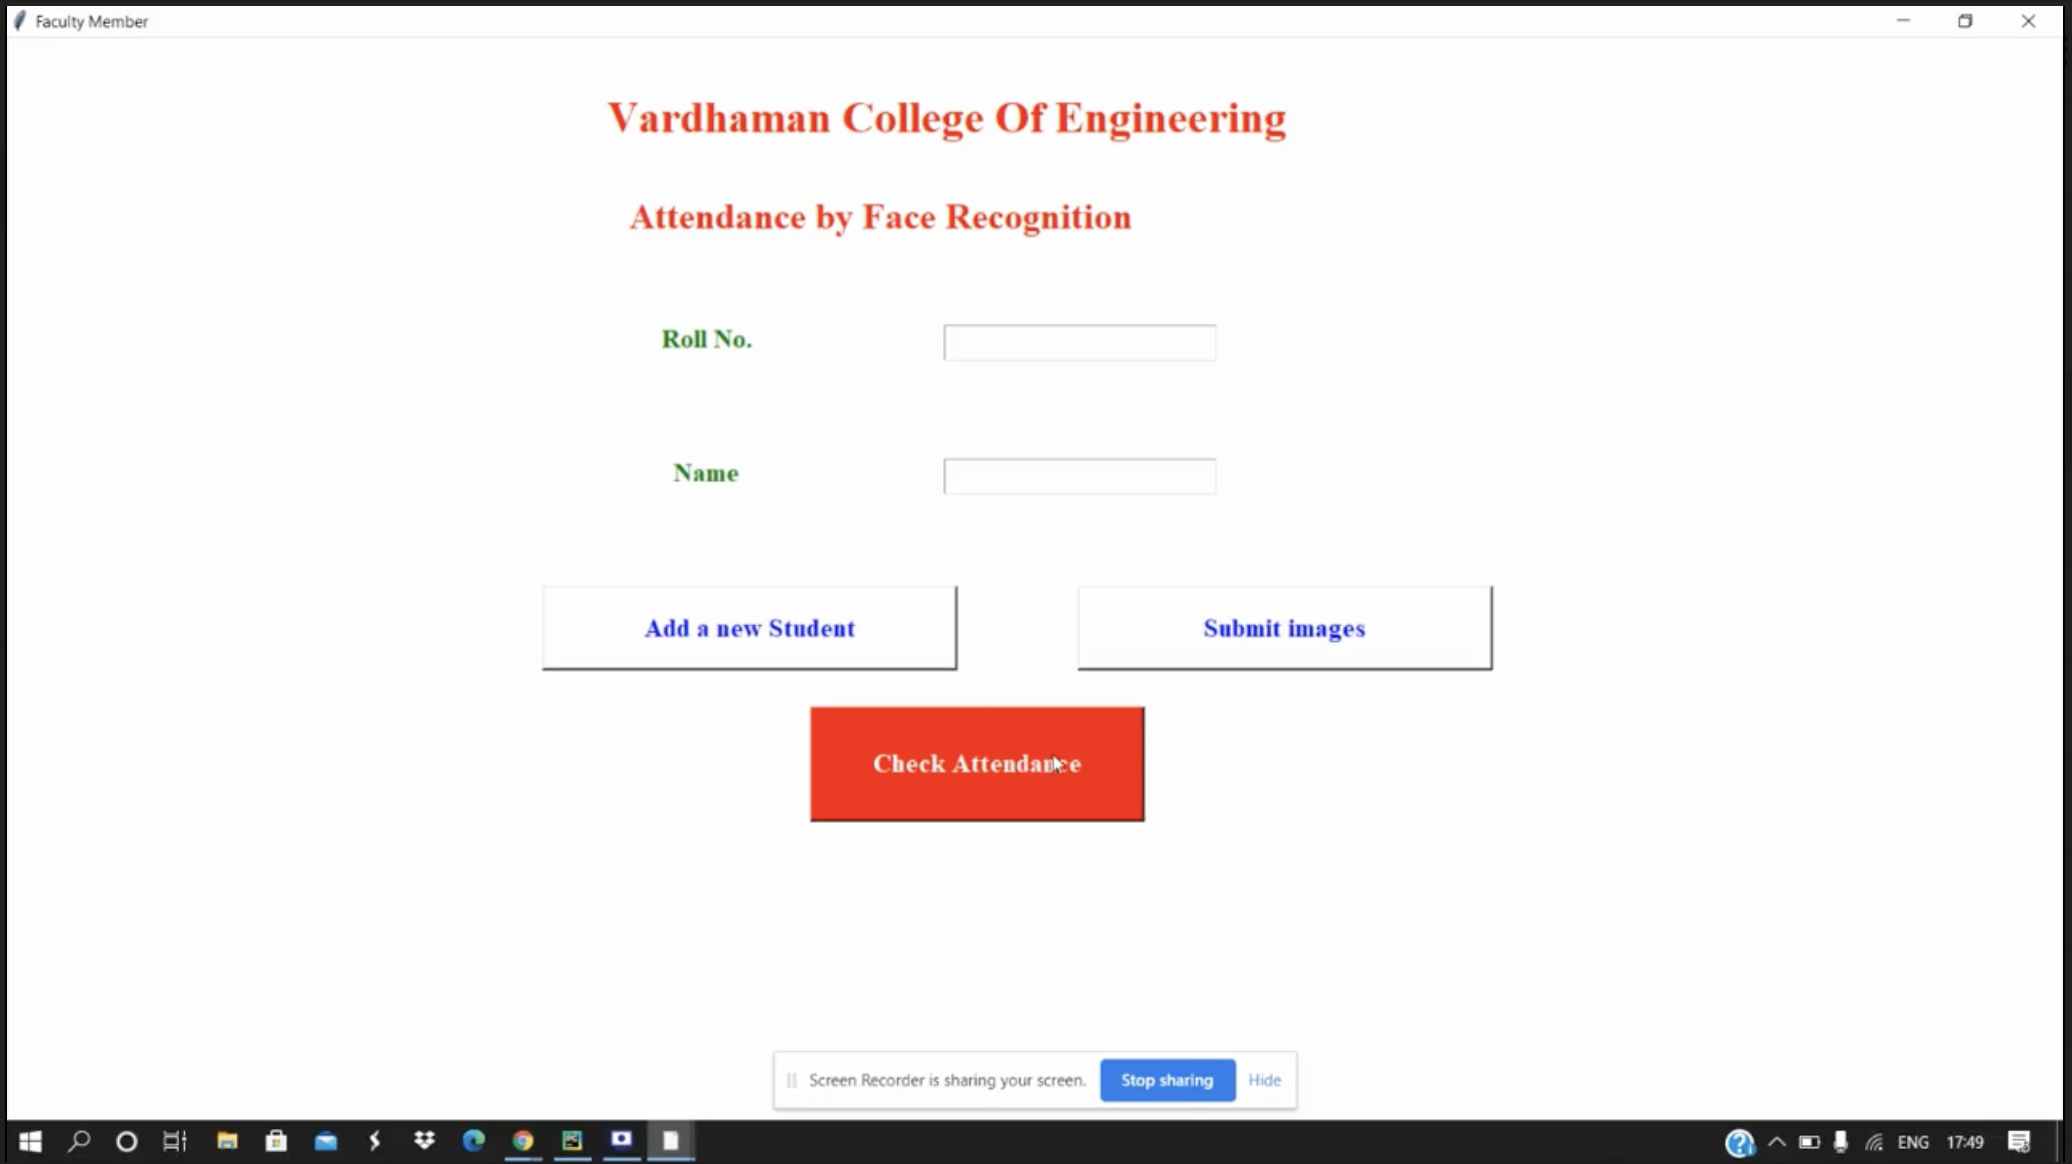 Faculty Member
Vardhaman College Of Engineering
Attendance by Face Recognition
Roll No.
Name
Add a new Student
Submit images
Check Attendance
Screen Recorder is sharing your screen.
Stop sharing
Hide
ENG
17:49